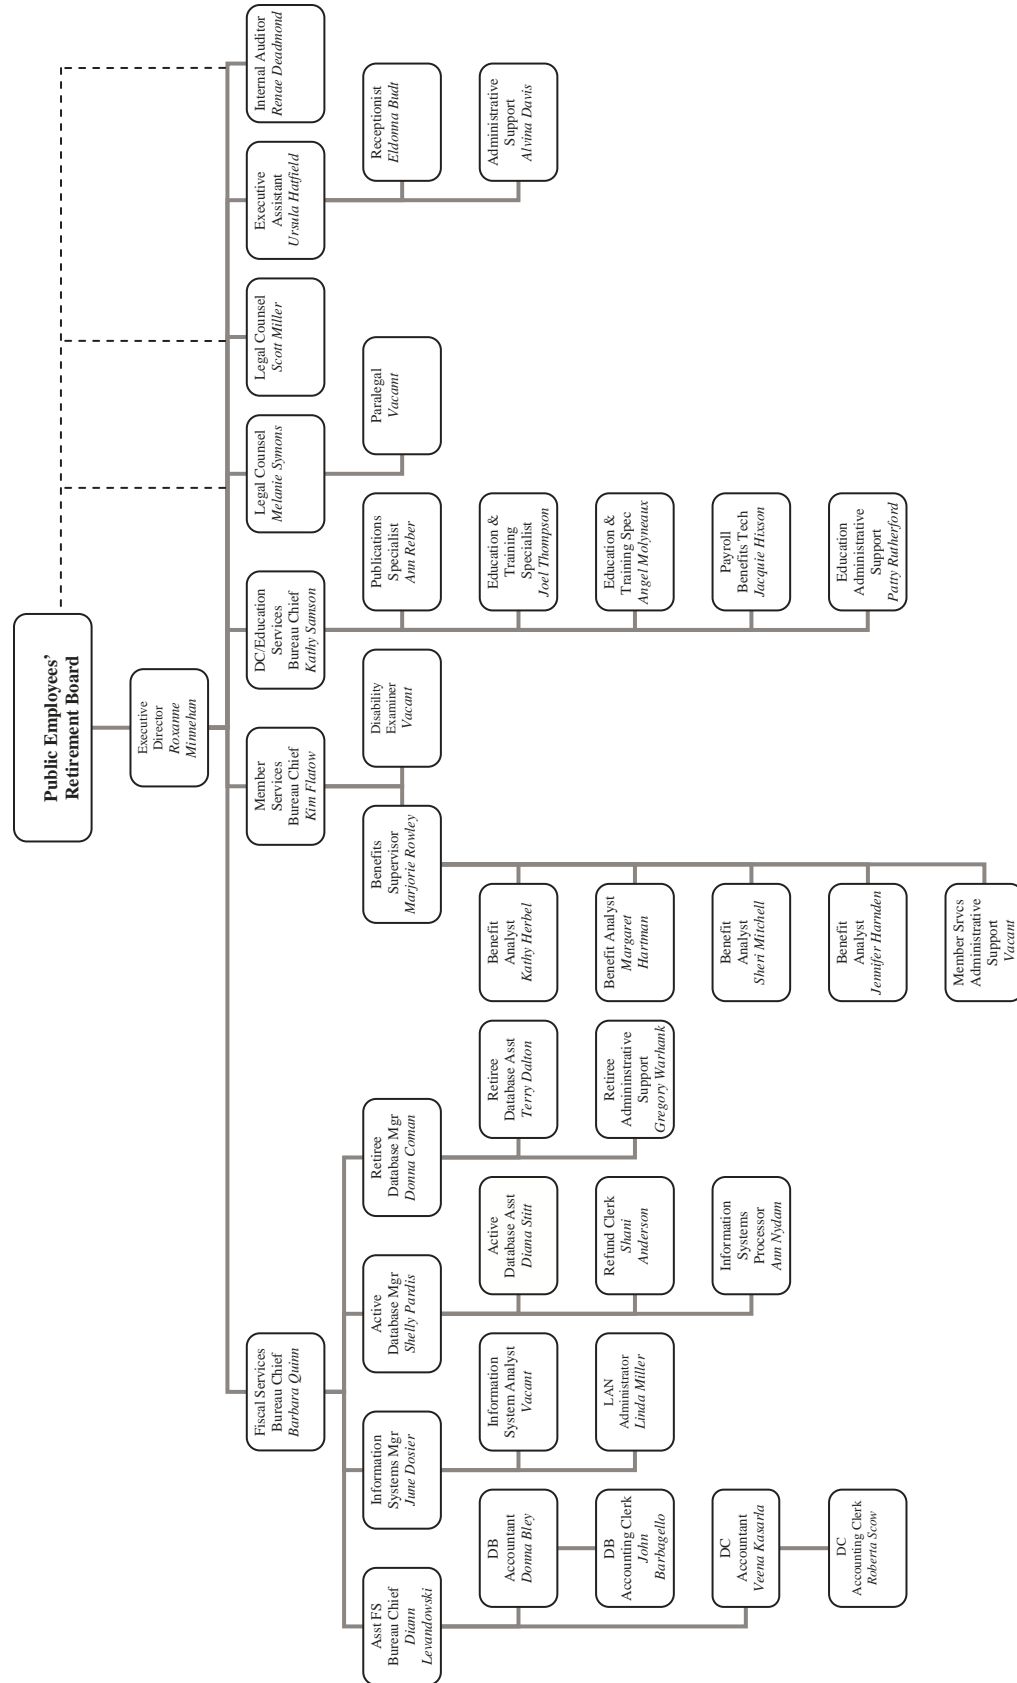 Public Employees'
Retirement Board
Executive
Director
Roxanne
Minnehan
Fiscal Services
Bureau Chief
Barbara Quinn
Member
Services
Bureau Chief
Kim Flatow
DC/Education
Services
Bureau Chief
Kathy Samson
Legal Counsel
Melanie Symons
Legal Counsel
Scott Miller
Executive
Assistant
Ursula Hatfield
Internal Auditor
Renae Deadmond
Asst FS
Bureau Chief
Diann
Levandowski
Information
Systems Mgr
June Dosier
Active
Database Mgr
Shelly Pardis
Retiree
Database Mgr
Donna Coman
Benefits
Supervisor
Marjorie Rowley
Disability
Examiner
Vacant
Publications
Specialist
Ann Reber
Paralegal
Vacamt
Receptionist
Eldonna Budt
DB
Accountant
Donna Bley
Information
System Analyst
Vacant
Active
Database Asst
Diana Stitt
Retiree
Database Asst
Terry Dalton
Benefit
Analyst
Kathy Herbel
Education &
Training
Specialist
Joel Thompson
Administrative
Support
Alvina Davis
DB
Accounting Clerk
John
Barbagello
LAN
Administrator
Linda Miller
Refund Clerk
Shani
Anderson
Retiree
Admininstrative
Support
Gregory Warhank
Benefit Analyst
Margaret
Hartman
Education &
Training Spec
Angel Molyneaux
DC
Accountant
Veena Kasarla
Information
Systems
Processor
Ann Nydam
Benefit
Analyst
Sheri Mitchell
Payroll
Benefits Tech
Jacquie Hixson
DC
Accounting Clerk
Roberta Scow
Benefit
Analyst
Jennifer Harnden
Education
Administrative
Support
Patty Rutherford
Member Srvcs
Administrative
Support
Vacant